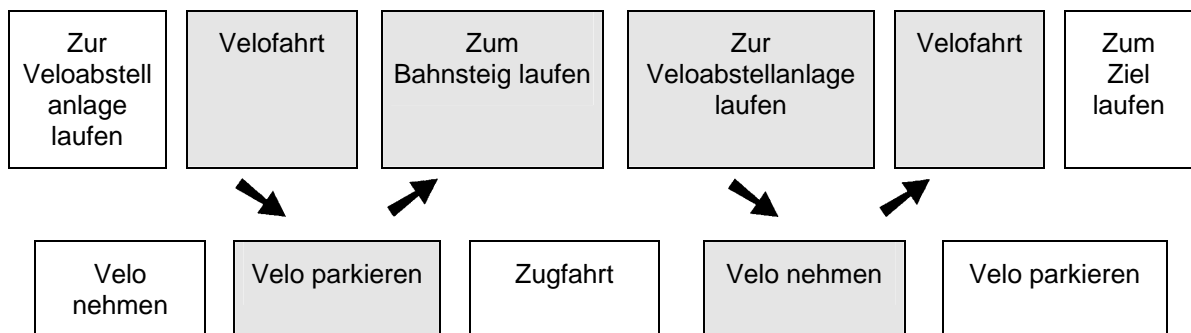 Zur
Veloabstell
anlage
laufen
Velofahrt
Zum
Bahnsteig laufen
Zur
Veloabstellanlage
laufen
Velofahrt
Zum
Ziel
laufen
Velo
nehmen
Velo parkieren
Zugfahrt
Velo nehmen
Velo parkieren